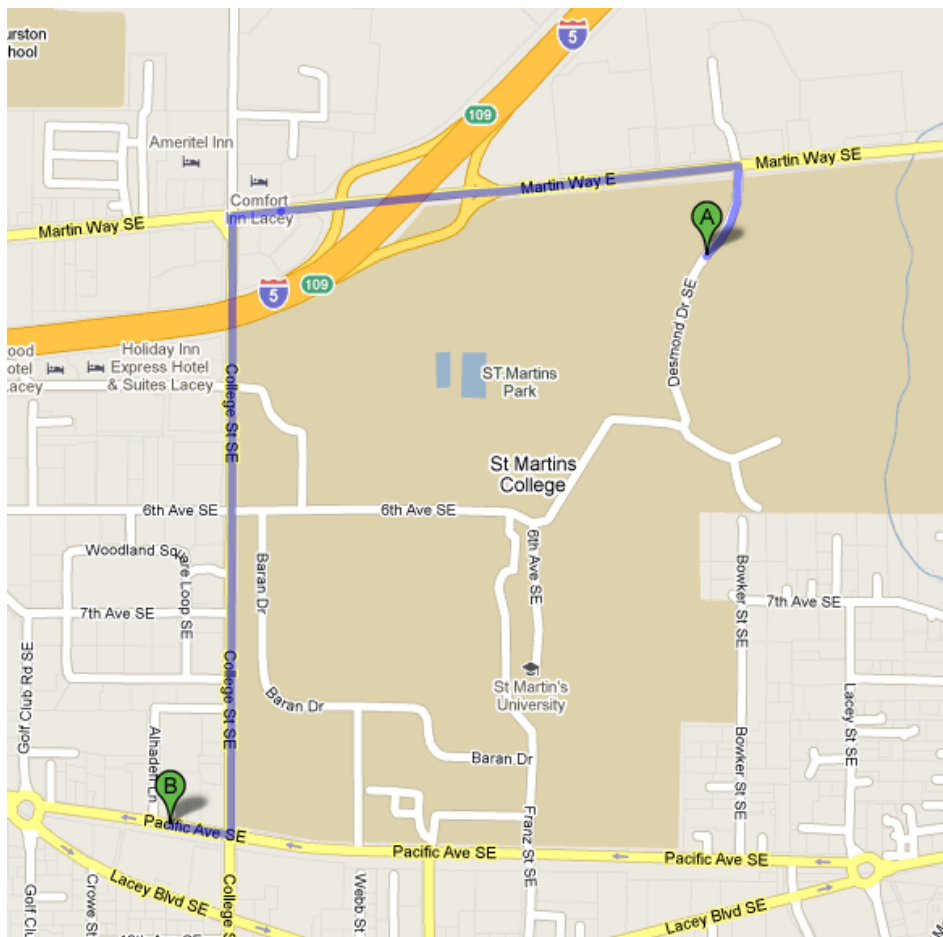 urston
hool
5
109
Ameritel Inn
Comfort
Inn Lacey
Martin Way SE
Martin Way E
Martin Way SE
A
5
109
ood
otel
acey
Holiday Inn
Express Hotel
& Suites Lacey
College St SE
ST.Martins
Park
Desmond Dr SE
St Martins
College
6th Ave SE
6th Ave SE
6th Ave SE
Woodland Square Loop SE
Baran Dr
Bowker St SE
7th Ave SE
7th Ave SE
Golf Club Rd SE
College St SE
St Martin's
University
Baran Dr
Lacey St SE
Alhadeff Ln
Baran Dr
Bowker St SE
B
Pacific Ave SE
Pacific Ave SE
Pacific Ave SE
Franz St SE
Lacey Blvd SE
Golf
Crowe St
College S
Webb St
Lacey Blvd SE